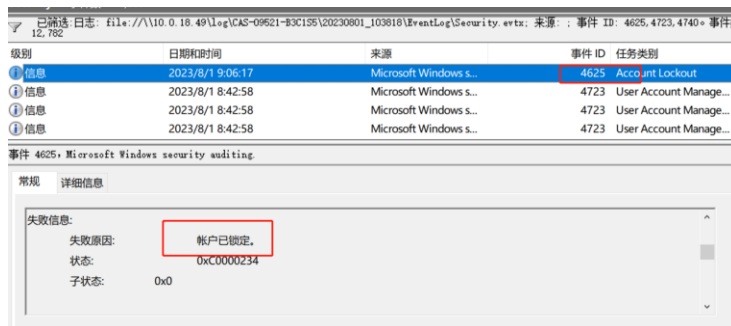 已筛选:日志: file://\\10.0.18.49\log\CAS-09521-B3C1S5\20230801_103818\EventLog\Security.evtx; 来源: ; 事件 ID: 4625,4723,4740。事件
12,782
级别 日期和时间 来源 事件 ID 任务类别
信息 2023/8/1 9:06:17 Microsoft Windows s... 4625 Account Lockout
信息 2023/8/1 8:42:58 Microsoft Windows s... 4723 User Account Manage...
信息 2023/8/1 8:42:58 Microsoft Windows s... 4723 User Account Manage...
信息 2023/8/1 8:42:58 Microsoft Windows s... 4723 User Account Manage...
事件 4625，Microsoft Windows security auditing.
常规 详细信息
失败信息:
失败原因: 帐户已锁定。
状态: 0xC0000234
子状态: 0x0